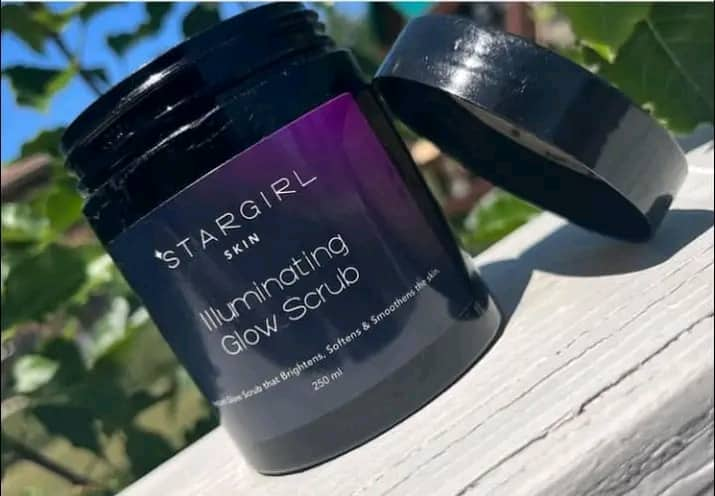 STARGIRL
SKIN
Illuminating
Glow Scrub
Glow Scrub that Brightens, Softens & Smoothens the skin.
250 ml